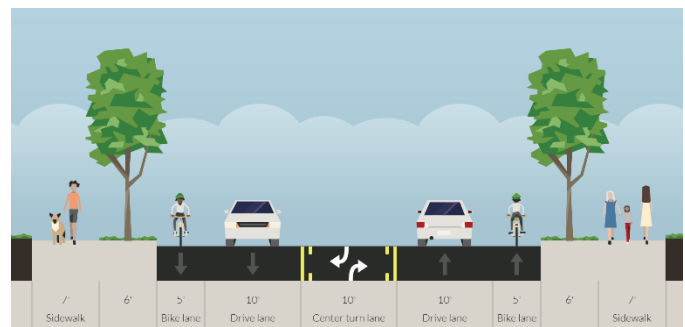 7' 6' 5' 10' 10' 10' 5' 6' 7'
Sidewalk Bike lane Drive lane Center turn lane Drive lane Bike lane Sidewalk